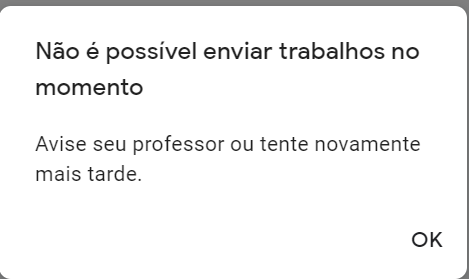 Não é possível enviar trabalhos no
momento
Avise seu professor ou tente novamente
mais tarde.
OK